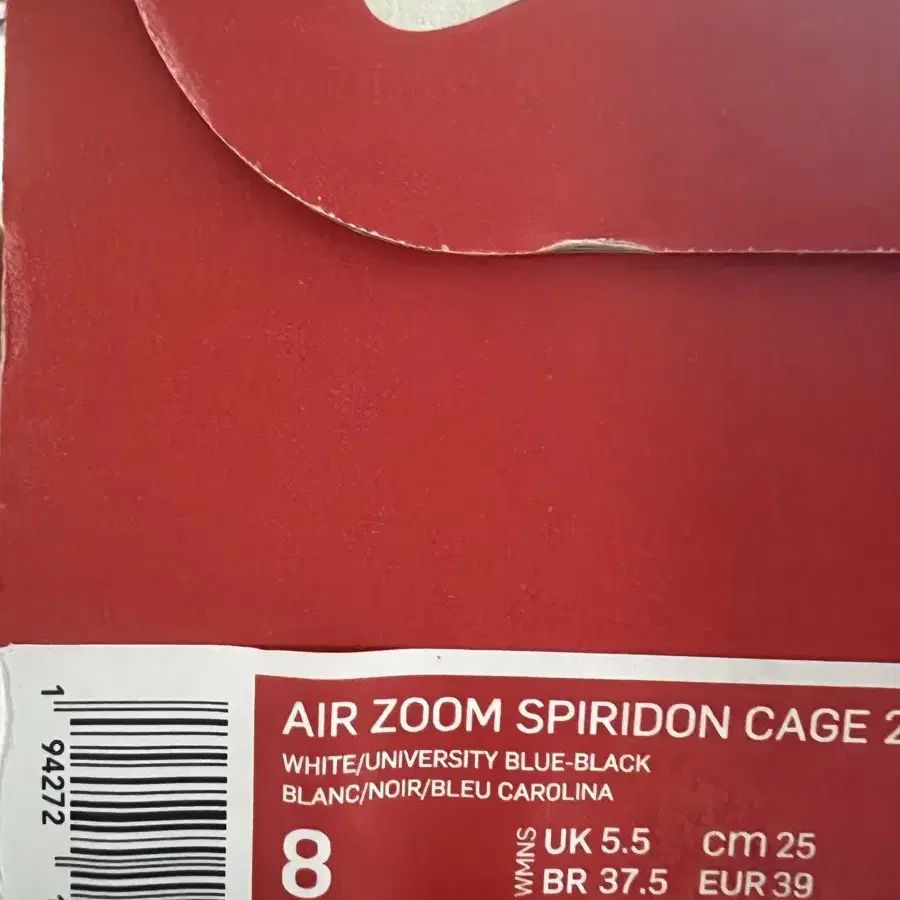 AIR ZOOM SPIRIDON CAGE 2
WHITE/UNIVERSITY BLUE-BLACK
BLANC/NOIR/BLEU CAROLINA
8
WMNS
UK 5.5 cm 25
BR 37.5 EUR 39
1 94272